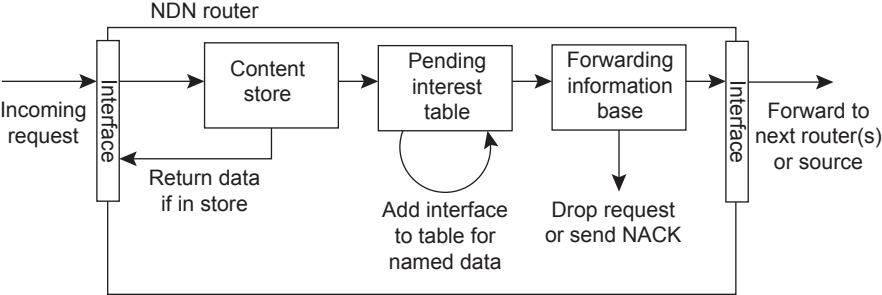 NDN router
Incoming
request
Interface
Content
store
Return data
if in store
Pending
interest
table
Add interface
to table for
named data
Forwarding
information
base
Drop request
or send NACK
Interface
Forward to
next router(s)
or source